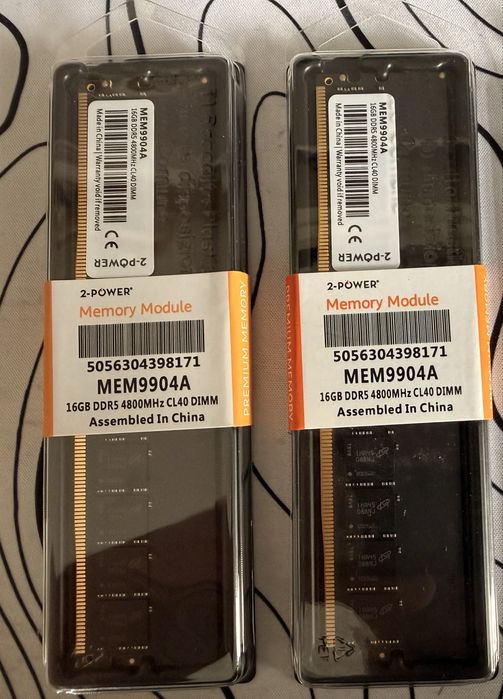 MEM9904A
16GB DDR5 4800MHz CL40 DIMM
Made in China | Warranty void if removed
CE
2-POWER
2-POWER®
Memory Module
5056304398171
MEM9904A
16GB DDR5 4800MHz CL40 DIMM
Assembled In China
PREMIUM MEMORY
MEM9904A
16GB DDR5 4800MHz CL40 DIMM
Made in China | Warranty void if removed
CE
2-POWER
PREMIUM MEMORY
2-POWER®
Memory Module
5056304398171
MEM9904A
16GB DDR5 4800MHz CL40 DIMM
Assembled In China